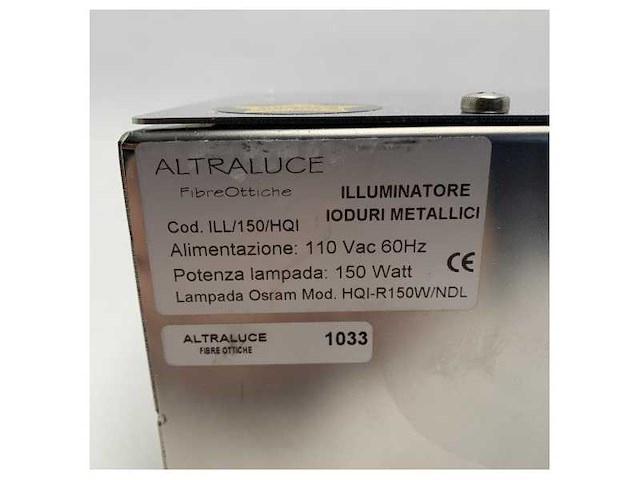 ALTRALUCE
FibreOttiche
ILLUMINATORE
IODURI METALLICI
Cod. ILL/150/HQI
Alimentazione: 110 Vac 60Hz
Potenza lampada: 150 Watt
CE
Lampada Osram Mod. HQI-R150W/NDL
ALTRALUCE
FIBRE OTTICHE
1033